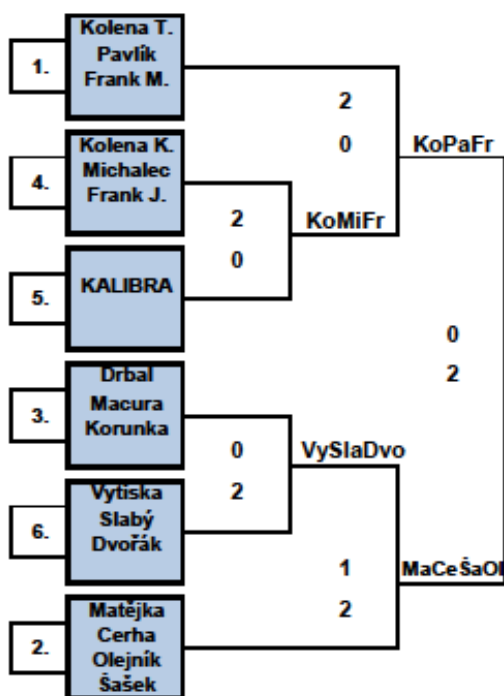 Kolena T.
Pavlík
Frank M.
1.
2
0
KoPaFr
Kolena K.
Michalec
Frank J.
4.
2
0
KoMiFr
KALIBRA
5.
0
2
Drbal
Macura
Korunka
3.
0
2
VySlaDvo
Vytiska
Slabý
Dvořák
6.
1
2
MaCeŠaOl
Matějka
Cerha
Olejník
Šašek
2.